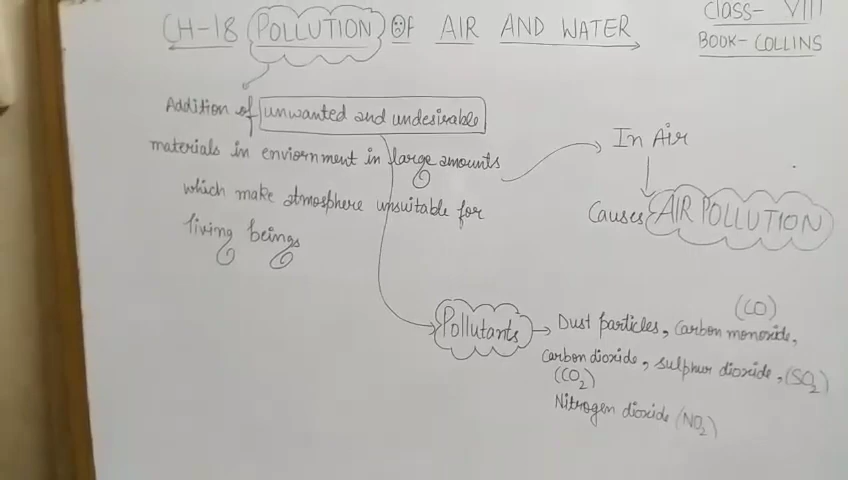 CH-18 POLLUTION Of AIR AND WATER
Class- VIII
BOOK- COLLINS
Addition of unwanted and undesirable
materials in enviornment in large amounts
which make atmosphere unsuitable for
living beings
In Air
Causes AIR POLLUTION
Pollutants → Dust particles, Carbon monoxide,
(CO)
Carbon dioxide, sulphur dioxide, (SO₂)
(CO₂)
Nitrogen dioxide (NO₂)